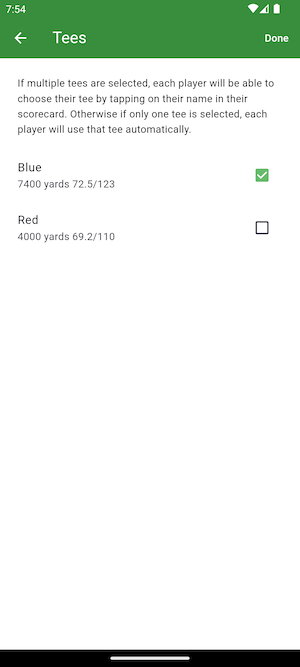 7:54
Tees
Done
If multiple tees are selected, each player will be able to
choose their tee by tapping on their name in their
scorecard. Otherwise if only one tee is selected, each
player will use that tee automatically.
Blue
7400 yards 72.5/123
Red
4000 yards 69.2/110